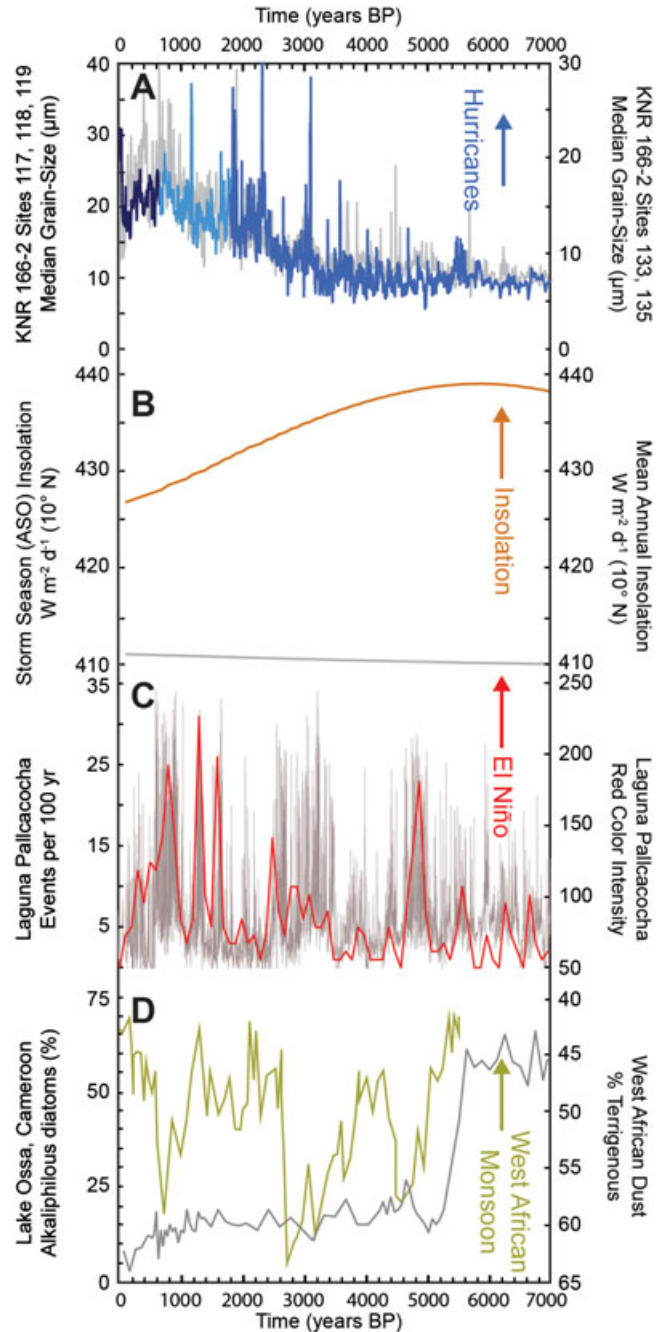 Time (years BP)
0 1000 2000 3000 4000 5000 6000 7000
A
KNR 166-2 Sites 117, 118, 119
Median Grain-Size (µm)
40
30
20
10
0
Hurricanes
30
20
10
0
KNR 166-2 Sites 133, 135
Median Grain-Size (µm)
B
Storm Season (ASO) Insolation
W m-2 d-1 (10° N)
440
430
420
410
Insolation
440
430
420
410
Mean Annual Insolation
W m-2 d-1 (10° N)
C
Laguna Pallcacocha
Events per 100 yr
35
25
15
5
El Niño
250
200
150
100
50
Laguna Pallcacocha
Red Color Intensity
D
Lake Ossa, Cameroon
Alkaliphilous diatoms (%)
75
50
25
0
West African
Monsoon
40
45
50
55
60
65
West African Dust
% Terrigenous
0 1000 2000 3000 4000 5000 6000 7000
Time (years BP)